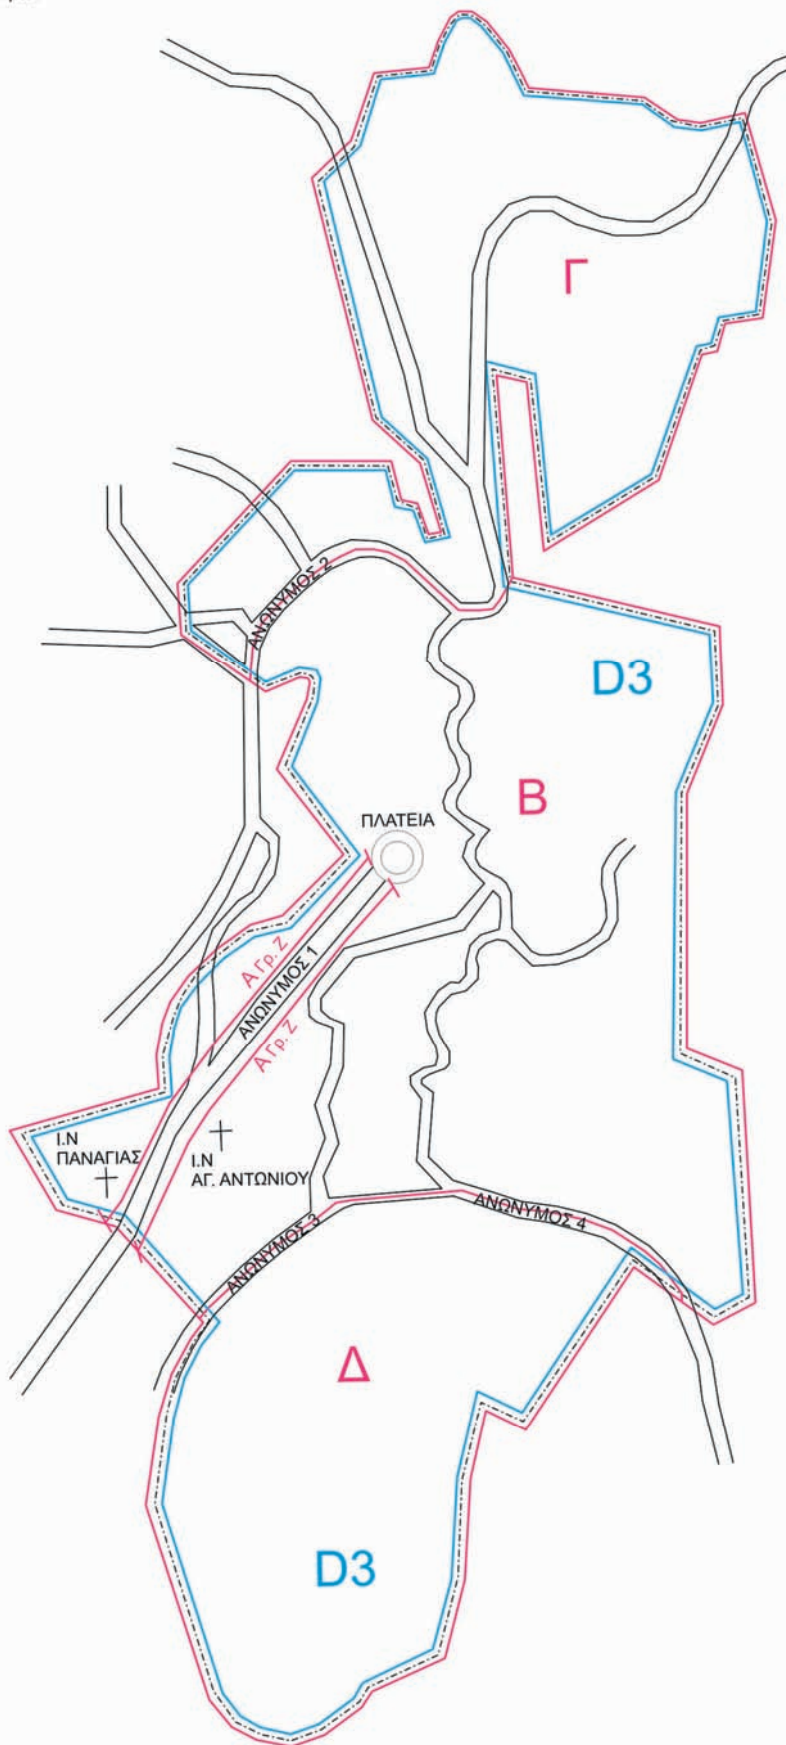 Γ
ΑΝΩΝΥΜΟΣ 2
D3
Β
ΠΛΑΤΕΙΑ
Α Γρ. Ζ
ΑΝΩΝΥΜΟΣ 1
Α Γρ. Ζ
Ι.Ν
ΠΑΝΑΓΙΑΣ
Ι.Ν
ΑΓ. ΑΝΤΩΝΙΟΥ
ΑΝΩΝΥΜΟΣ 3
ΑΝΩΝΥΜΟΣ 4
Δ
D3